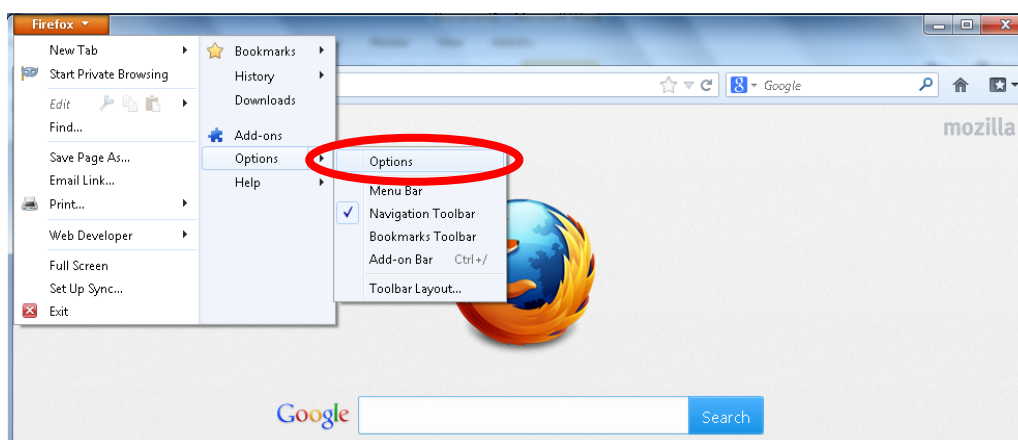 Firefox
New Tab
Start Private Browsing
Edit
Find...
Save Page As...
Email Link...
Print...
Web Developer
Full Screen
Set Up Sync...
Exit
Bookmarks
History
Downloads
Add-ons
Options
Help
Options
Menu Bar
Navigation Toolbar
Bookmarks Toolbar
Add-on Bar Ctrl+/
Toolbar Layout...
8 Google
mozilla
Google
Search